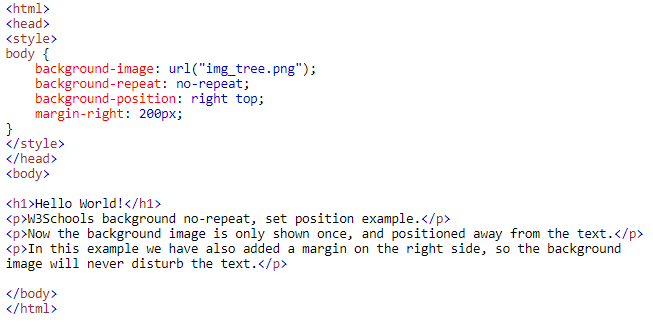 <html>
<head>
<style>
body {
    background-image: url("img_tree.png");
    background-repeat: no-repeat;
    background-position: right top;
    margin-right: 200px;
}
</style>
</head>
<body>

<h1>Hello World!</h1>
<p>W3Schools background no-repeat, set position example.</p>
<p>Now the background image is only shown once, and positioned away from the text.</p>
<p>In this example we have also added a margin on the right side, so the background
image will never disturb the text.</p>

</body>
</html>